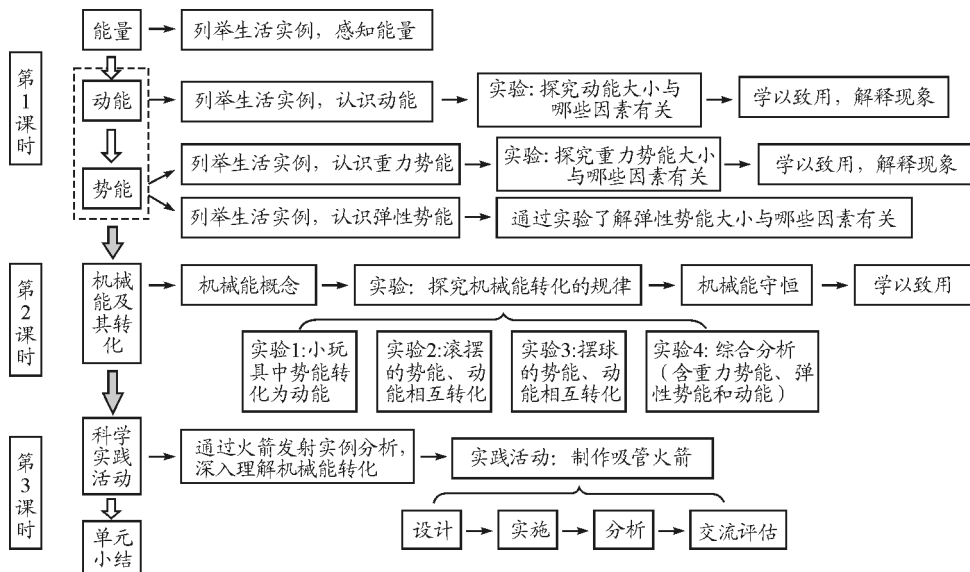 第1课时
能量
列举生活实例，感知能量
动能
列举生活实例，认识动能
实验：探究动能大小与
哪些因素有关
学以致用，解释现象
势能
列举生活实例，认识重力势能
实验：探究重力势能大小
与哪些因素有关
学以致用，解释现象
列举生活实例，认识弹性势能
通过实验了解弹性势能大小与哪些因素有关
第2课时
机械
能及
其转
化
机械能概念
实验：探究机械能转化的规律
机械能守恒
学以致用
实验1：小玩
具中势能转
化为动能
实验2：滚摆
的势能、动
能相互转化
实验3：摆球
的势能、动
能相互转化
实验4：综合分析
（含重力势能、弹
性势能和动能）
第3课时
科学
实践
活动
通过火箭发射实例分析，
深入理解机械能转化
实践活动：制作吸管火箭
设计
实施
分析
交流评估
单元
小结